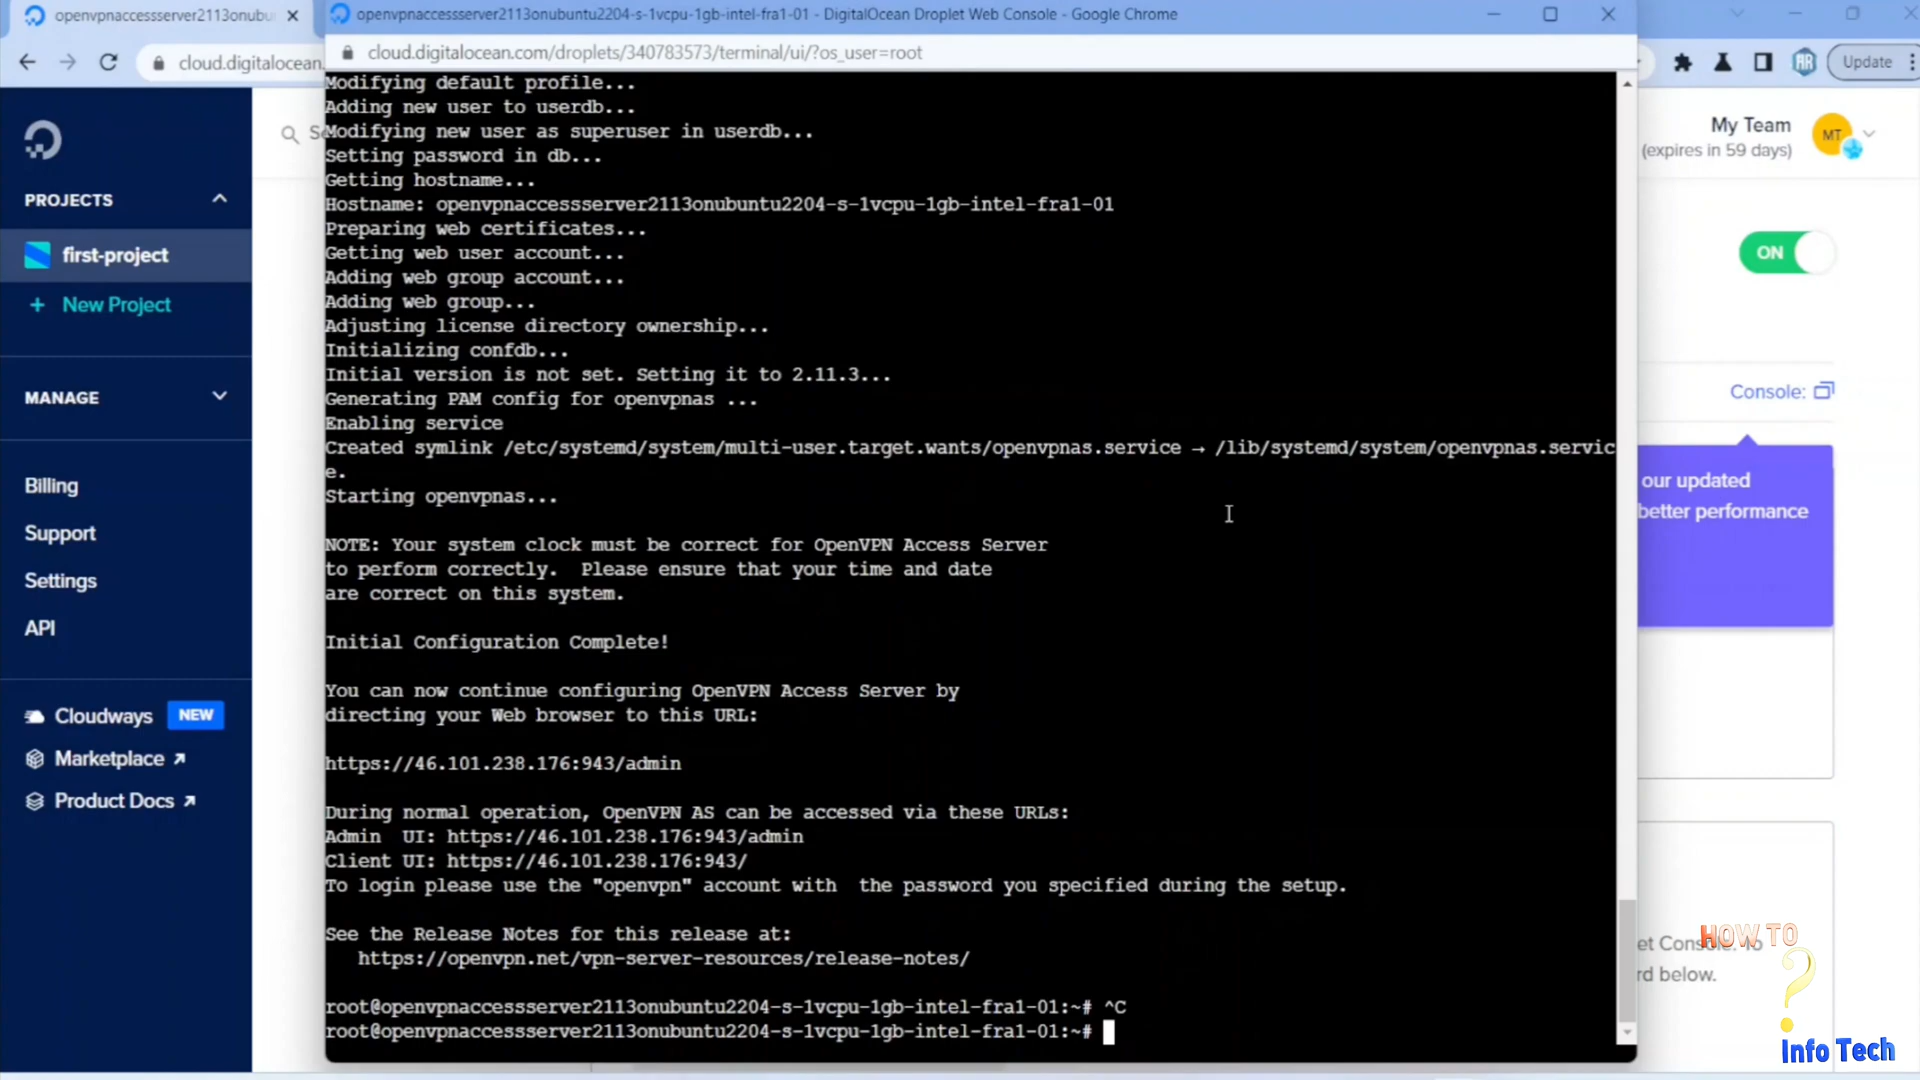 openvpnaccessserver2113onubu
openvpnaccessserver2113onubuntu2204-s-1vcpu-1gb-intel-fra1-01 - DigitalOcean Droplet Web Console - Google Chrome
cloud.digitalocean.
cloud.digitalocean.com/droplets/340783573/terminal/ui/?os_user=root
AR
Update
PROJECTS
first-project
+ New Project
MANAGE
Billing
Support
Settings
API
Cloudways NEW
Marketplace
Product Docs
Modifying default profile...
Adding new user to userdb...
Modifying new user as superuser in userdb...
Setting password in db...
Getting hostname...
Hostname: openvpnaccessserver2113onubuntu2204-s-1vcpu-1gb-intel-fra1-01
Preparing web certificates...
Getting web user account...
Adding web group account...
Adding web group...
Adjusting license directory ownership...
Initializing confdb...
Initial version is not set. Setting it to 2.11.3...
Generating PAM config for openvpnas ...
Enabling service
Created symlink /etc/systemd/system/multi-user.target.wants/openvpnas.service → /lib/systemd/system/openvpnas.servic
e.
Starting openvpnas...
NOTE: Your system clock must be correct for OpenVPN Access Server
to perform correctly.  Please ensure that your time and date
are correct on this system.
Initial Configuration Complete!
You can now continue configuring OpenVPN Access Server by
directing your Web browser to this URL:
https://46.101.238.176:943/admin
During normal operation, OpenVPN AS can be accessed via these URLs:
Admin  UI: https://46.101.238.176:943/admin
Client UI: https://46.101.238.176:943/
To login please use the "openvpn" account with  the password you specified during the setup.
See the Release Notes for this release at:
https://openvpn.net/vpn-server-resources/release-notes/
root@openvpnaccessserver2113onubuntu2204-s-1vcpu-1gb-intel-fra1-01:~# ^C
root@openvpnaccessserver2113onubuntu2204-s-1vcpu-1gb-intel-fra1-01:~#
My Team
(expires in 59 days)
MT
ON
Console:
our updated
better performance
et Console. To
rd below.
HOW TO
?
Info Tech